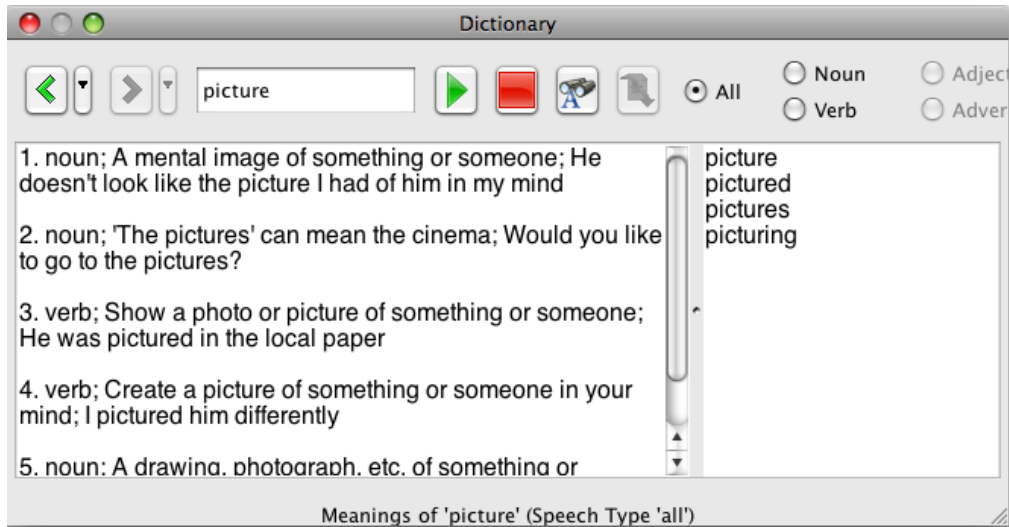 Dictionary
picture
All
Noun
Verb
Adject
Adver
1. noun; A mental image of something or someone; He
doesn't look like the picture I had of him in my mind
2. noun; 'The pictures' can mean the cinema; Would you like
to go to the pictures?
3. verb; Show a photo or picture of something or someone;
He was pictured in the local paper
4. verb; Create a picture of something or someone in your
mind; I pictured him differently
5. noun; A drawing, photograph, etc. of something or
picture
pictured
pictures
picturing
Meanings of 'picture' (Speech Type 'all')